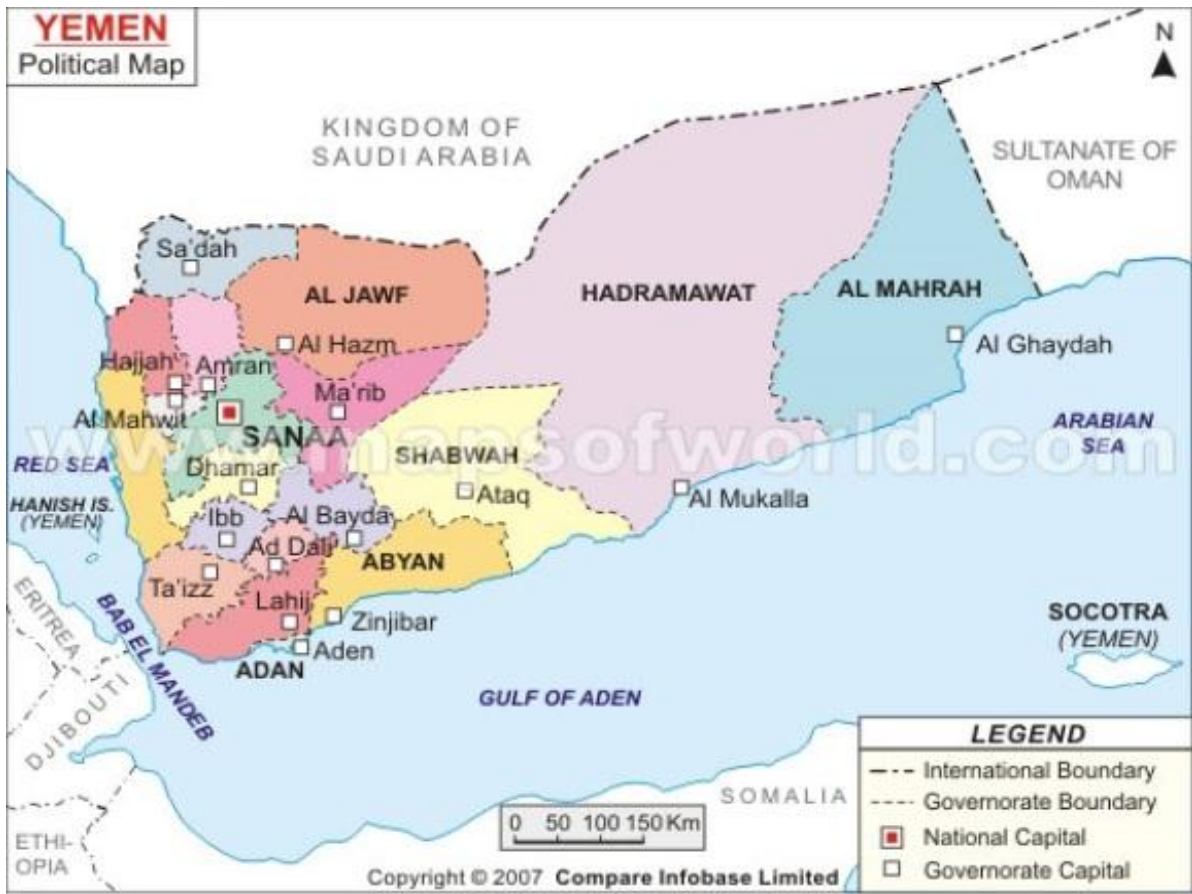 YEMEN
Political Map
N
KINGDOM OF
SAUDI ARABIA
SULTANATE OF
OMAN
Sa'dah
AL JAWF
HADRAMAWAT
AL MAHRAH
Al Hazm
Al Ghaydah
Hajjah
Amran
Ma'rib
Al Mahwit
SANAA
www.mapsofworld.com
ARABIAN
SEA
RED SEA
SHABWAH
Dhamar
Ataq
Al Mukalla
HANISH IS.
(YEMEN)
Ibb
Al Bayda
Ad Dali
ABYAN
Ta'izz
Lahij
Zinjibar
Aden
ADAN
ERITREA
BAB EL MANDEB
DJIBOUTI
SOCOTRA
(YEMEN)
GULF OF ADEN
SOMALIA
ETHI-
OPIA
LEGEND
International Boundary
Governorate Boundary
National Capital
Governorate Capital
0 50 100 150 Km
Copyright © 2007 Compare Infobase Limited